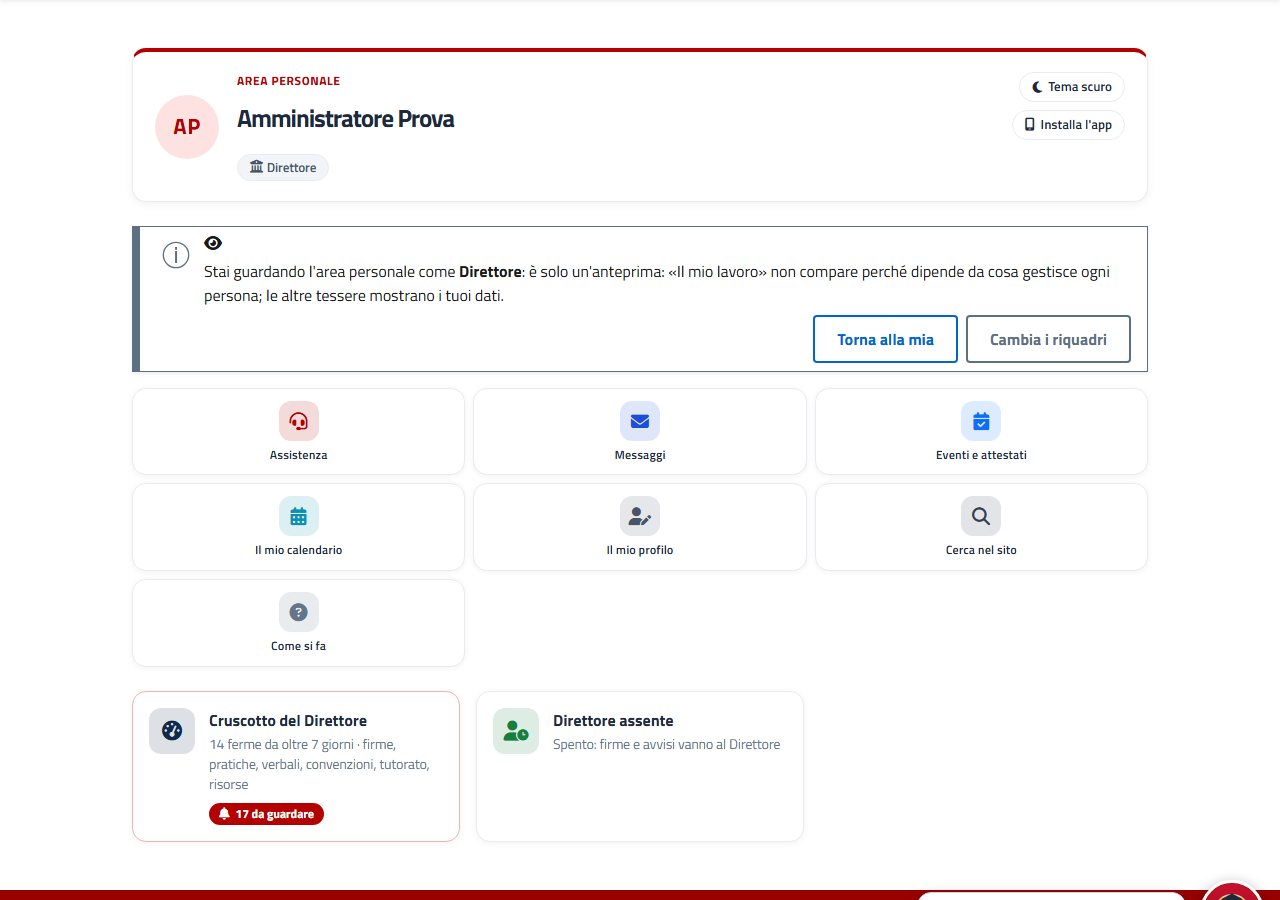 AREA PERSONALE
AP
Amministratore Prova
Direttore
Tema scuro
Installa l'app
Stai guardando l'area personale come Direttore: è solo un'anteprima: «Il mio lavoro» non compare perché dipende da cosa gestisce ogni
persona; le altre tessere mostrano i tuoi dati.
Torna alla mia
Cambia i riquadri
Assistenza
Messaggi
Eventi e attestati
Il mio calendario
Il mio profilo
Cerca nel sito
Come si fa
Cruscotto del Direttore
14 ferme da oltre 7 giorni · firme,
pratiche, verbali, convenzioni, tutorato,
risorse
17 da guardare
Direttore assente
Spento: firme e avvisi vanno al Direttore